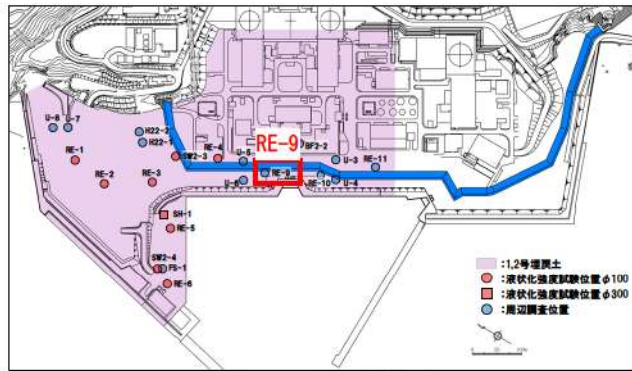 RE-9
BF2-2
U-8
U-7
H22-2
H22-1
RE-1
SW2-3
RE-4
U-5
U-3
RE-11
RE-2
RE-3
U-6
RE-9
RE-10
U-4
SH-1
RE-5
SW2-4
FS-1
RE-6
:1,2号埋戻土
:液状化強度試験位置φ100
:液状化強度試験位置φ300
:周辺調査位置